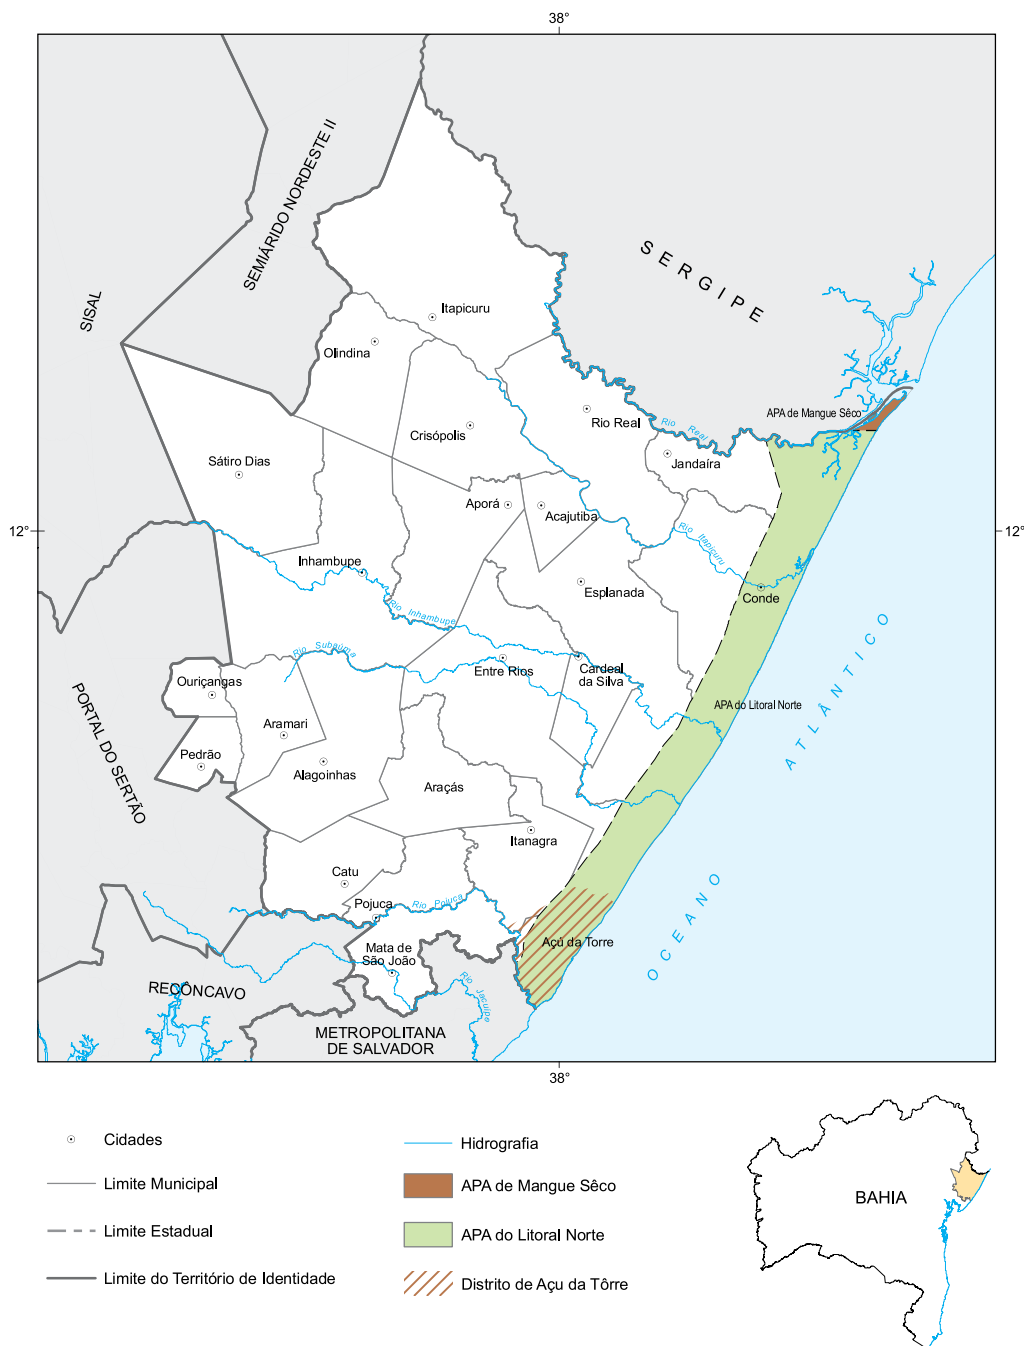 38°
SERGIPE
SEMIÁRIDO NORDESTE II
SISAL
Itapicuru
Olindina
Rio Real
Rio Real
APA de Mangue Sêco
Crisópolis
Jandaíra
Sátiro Dias
Aporá
Acajutiba
12°
12°
Rio Itapicuru
Inhambupe
Esplanada
Conde
Rio Inhambupe
Rio Subaúma
Entre Rios
Cardeal
da Silva
Ouriçangas
APA do Litoral Norte
OCEANO ATLÂNTICO
PORTAL DO SERTÃO
Aramari
Pedrão
Alagoinhas
Araçás
Itanagra
Catu
Rio Pojuca
Pojuca
Açú da Torre
Mata de
São João
Rio Jacuípe
RECÔNCAVO
METROPOLITANA
DE SALVADOR
38°
Cidades
Limite Municipal
Limite Estadual
Limite do Território de Identidade
Hidrografia
APA de Mangue Sêco
APA do Litoral Norte
Distrito de Açu da Tôrre
BAHIA